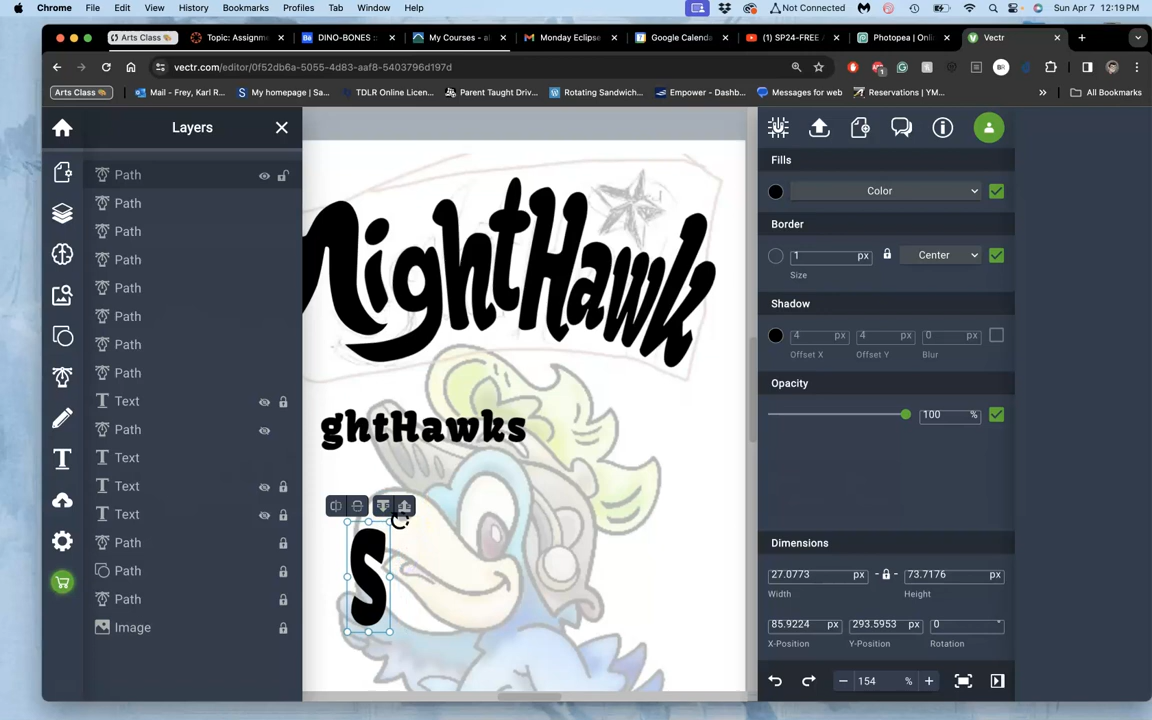 Chrome File Edit View History Bookmarks Profiles Tab Window Help Not Connected Sun Apr 7 12:19 PM
Arts Class Topic: Assignme DINO-BONES :: My Courses - al Gmail Monday Eclipse Google Calenda (1) SP24-FREE / Photopea | Onli Vectr
vectr.com/editor/0f52db6a-5055-4d83-aaf8-5403796d197d
Arts Class Mail - Frey, Karl R... My homepage | Sa... TDLR Online Licen... Parent Taught Driv... Rotating Sandwich... Empower - Dashb... Messages for web Reservations | YM... » All Bookmarks
Layers
Path
Path
Path
Path
Path
Path
Path
Path
Text
Path
Text
Text
Text
Path
Path
Path
Image
NightHawk
ghtHawks
S
Fills
Color
Border
1 px Center
Size
Shadow
4 px 4 px 0 px
Offset X Offset Y Blur
Opacity
100 %
Dimensions
27.0773 px 73.7176 px
Width Height
85.9224 px 293.5953 px 0 °
X-Position Y-Position Rotation
154 %